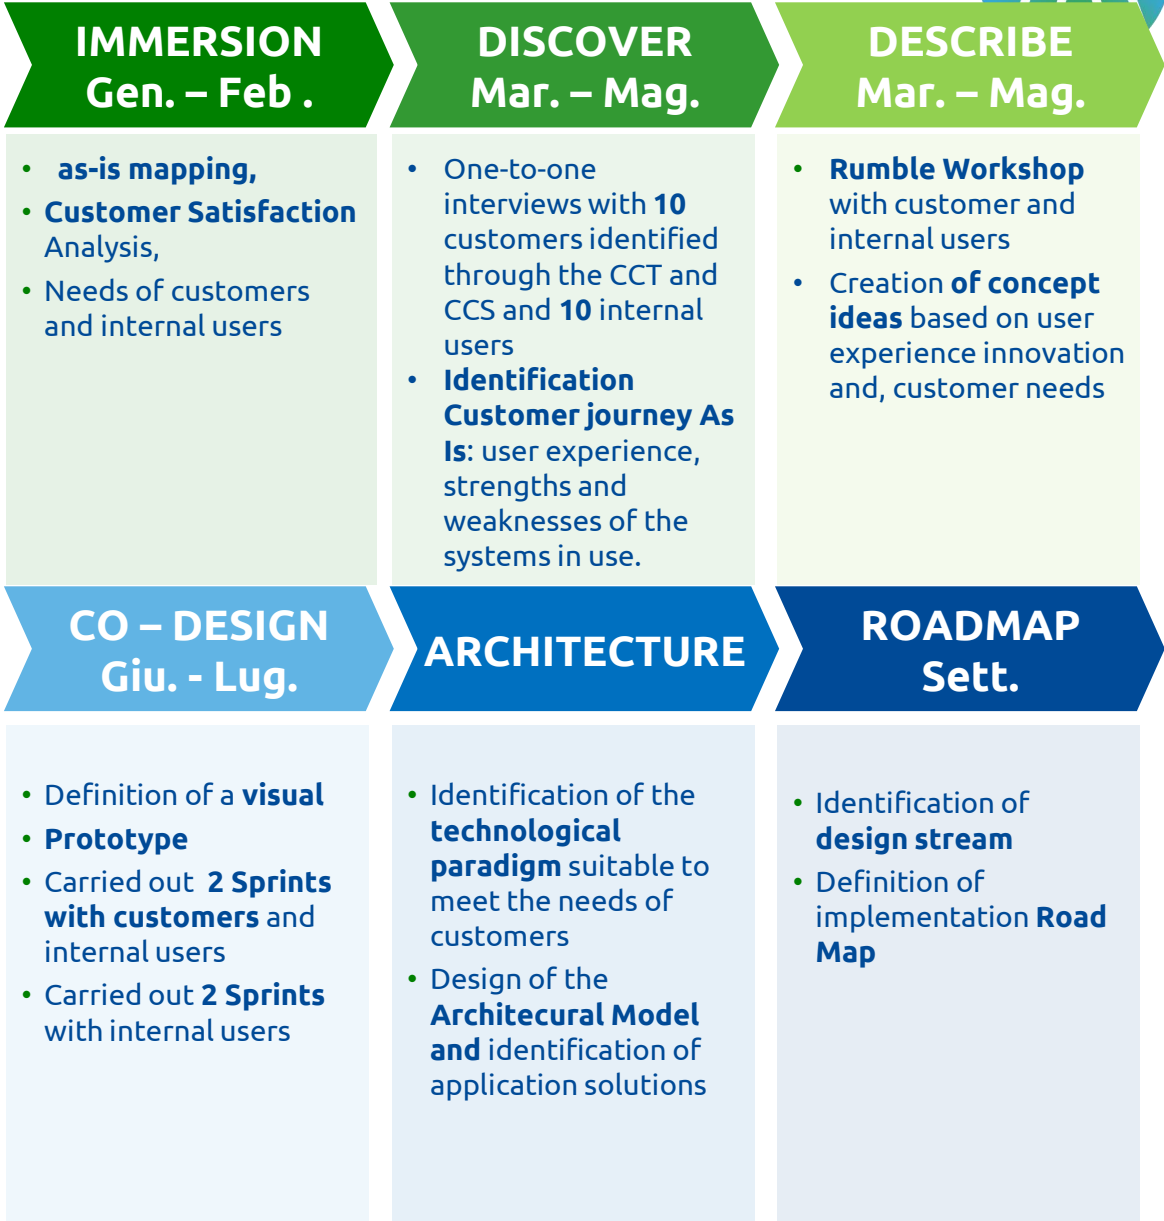 IMMERSION
Gen. – Feb .
• as-is mapping,
• Customer Satisfaction
Analysis,
• Needs of customers
and internal users
DISCOVER
Mar. – Mag.
• One-to-one
interviews with 10
customers identified
through the CCT and
CCS and 10 internal
users
• Identification
Customer journey As
Is: user experience,
strengths and
weaknesses of the
systems in use.
DESCRIBE
Mar. – Mag.
• Rumble Workshop
with customer and
internal users
• Creation of concept
ideas based on user
experience innovation
and, customer needs
CO – DESIGN
Giu. - Lug.
• Definition of a visual
• Prototype
• Carried out 2 Sprints
with customers and
internal users
• Carried out 2 Sprints
with internal users
ARCHITECTURE
• Identification of the
technological
paradigm suitable to
meet the needs of
customers
• Design of the
Architecural Model
and identification of
application solutions
ROADMAP
Sett.
• Identification of
design stream
• Definition of
implementation Road
Map